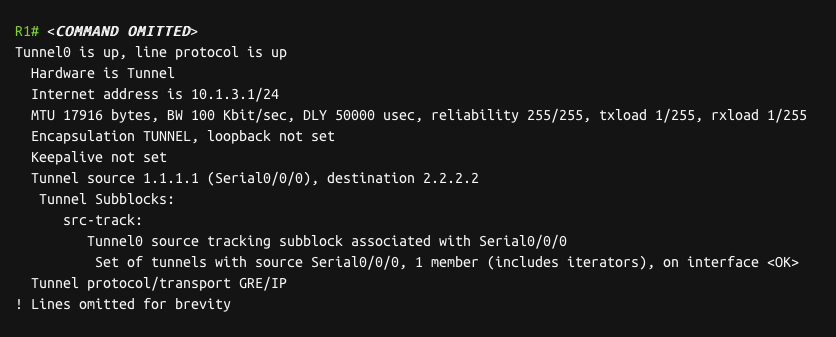 R1# <COMMAND OMITTED>
Tunnel0 is up, line protocol is up
Hardware is Tunnel
Internet address is 10.1.3.1/24
MTU 17916 bytes, BW 100 Kbit/sec, DLY 50000 usec, reliability 255/255, txload 1/255, rxload 1/255
Encapsulation TUNNEL, loopback not set
Keepalive not set
Tunnel source 1.1.1.1 (Serial0/0/0), destination 2.2.2.2
Tunnel Subblocks:
src-track:
Tunnel0 source tracking subblock associated with Serial0/0/0
Set of tunnels with source Serial0/0/0, 1 member (includes iterators), on interface <OK>
Tunnel protocol/transport GRE/IP
! Lines omitted for brevity